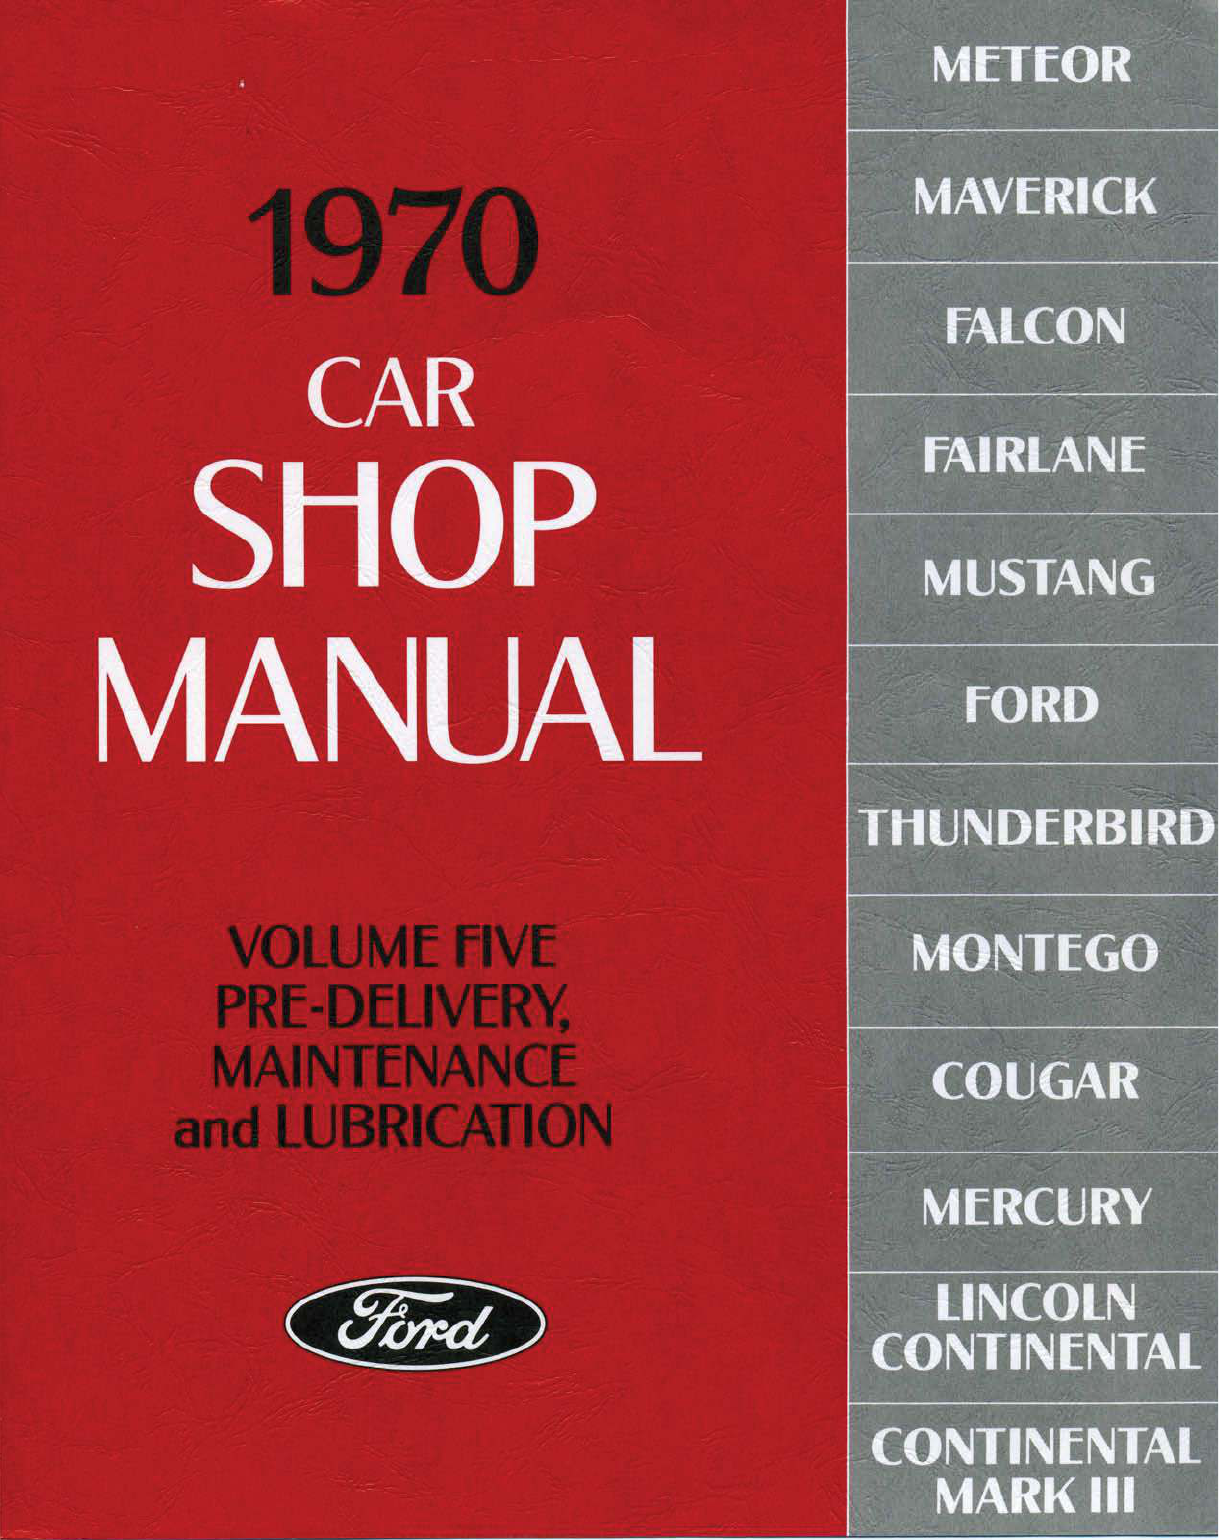 1970
CAR
SHOP
MANUAL
VOLUME FIVE
PRE-DELIVERY,
MAINTENANCE
and LUBRICATION
Ford
METEOR
MAVERICK
FALCON
FAIRLANE
MUSTANG
FORD
THUNDERBIRD
MONTEGO
COUGAR
MERCURY
LINCOLN
CONTINENTAL
CONTINENTAL
MARK III